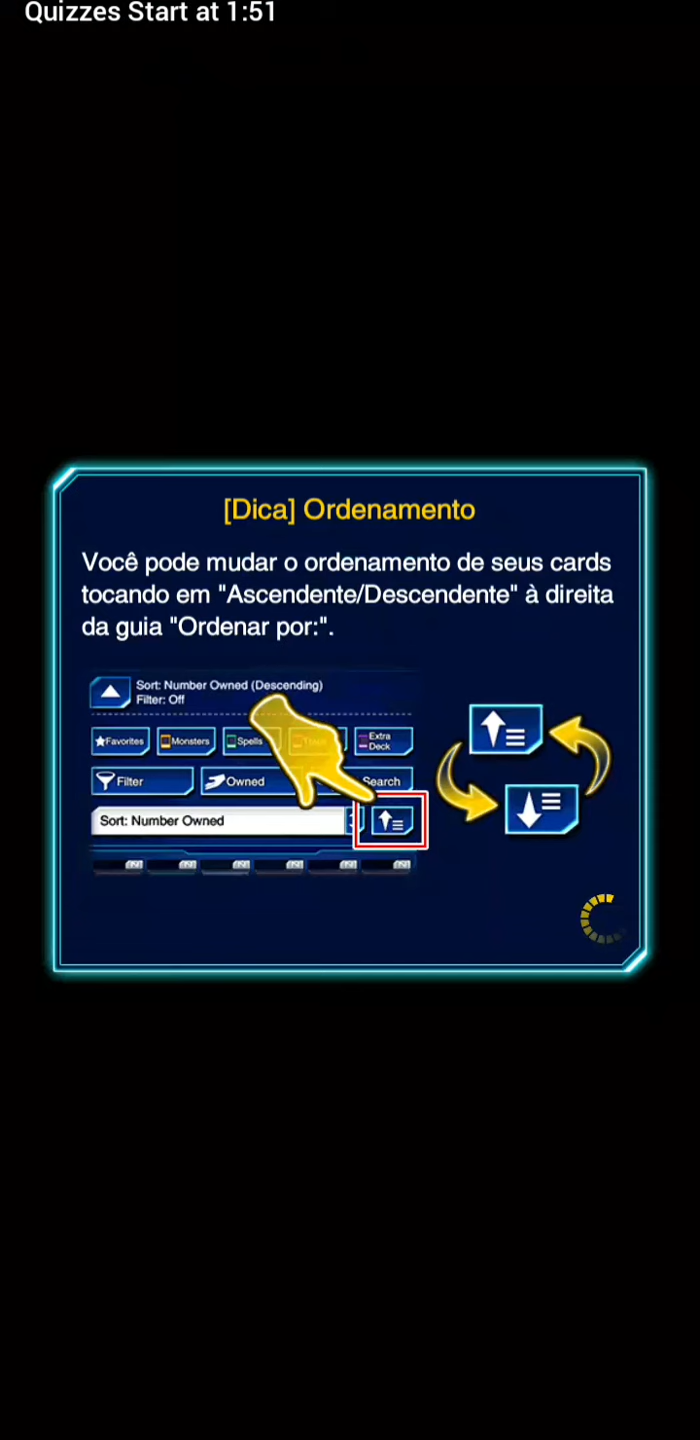 Quizzes Start at 1:51
[Dica] Ordenamento
Você pode mudar o ordenamento de seus cards
tocando em "Ascendente/Descendente" à direita
da guia "Ordenar por:".
Sort: Number Owned (Descending)
Filter: Off
Favorites Monsters Spells Extra Deck
Filter Owned Search
Sort: Number Owned